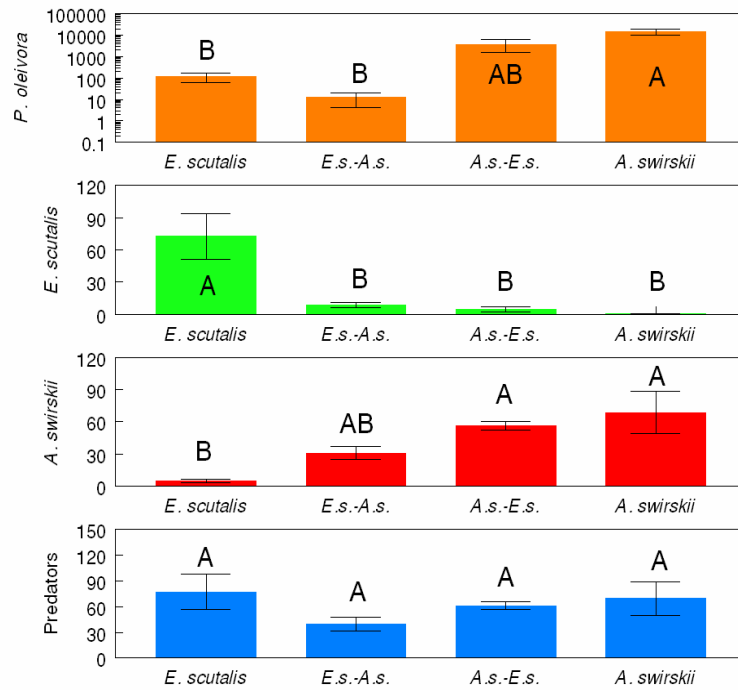 100000
10000
1000
100
10
1
0.1
P. oleivora
B
B
AB
A
E. scutalis
E.s.-A.s.
A.s.-E.s.
A. swirskii
120
90
60
30
0
E. scutalis
A
B
B
B
E. scutalis
E.s.-A.s.
A.s.-E.s.
A. swirskii
120
90
60
30
0
A. swirskii
B
AB
A
A
E. scutalis
E.s.-A.s.
A.s.-E.s.
A. swirskii
150
120
90
60
30
0
Predators
A
A
A
A
E. scutalis
E.s.-A.s.
A.s.-E.s.
A. swirskii